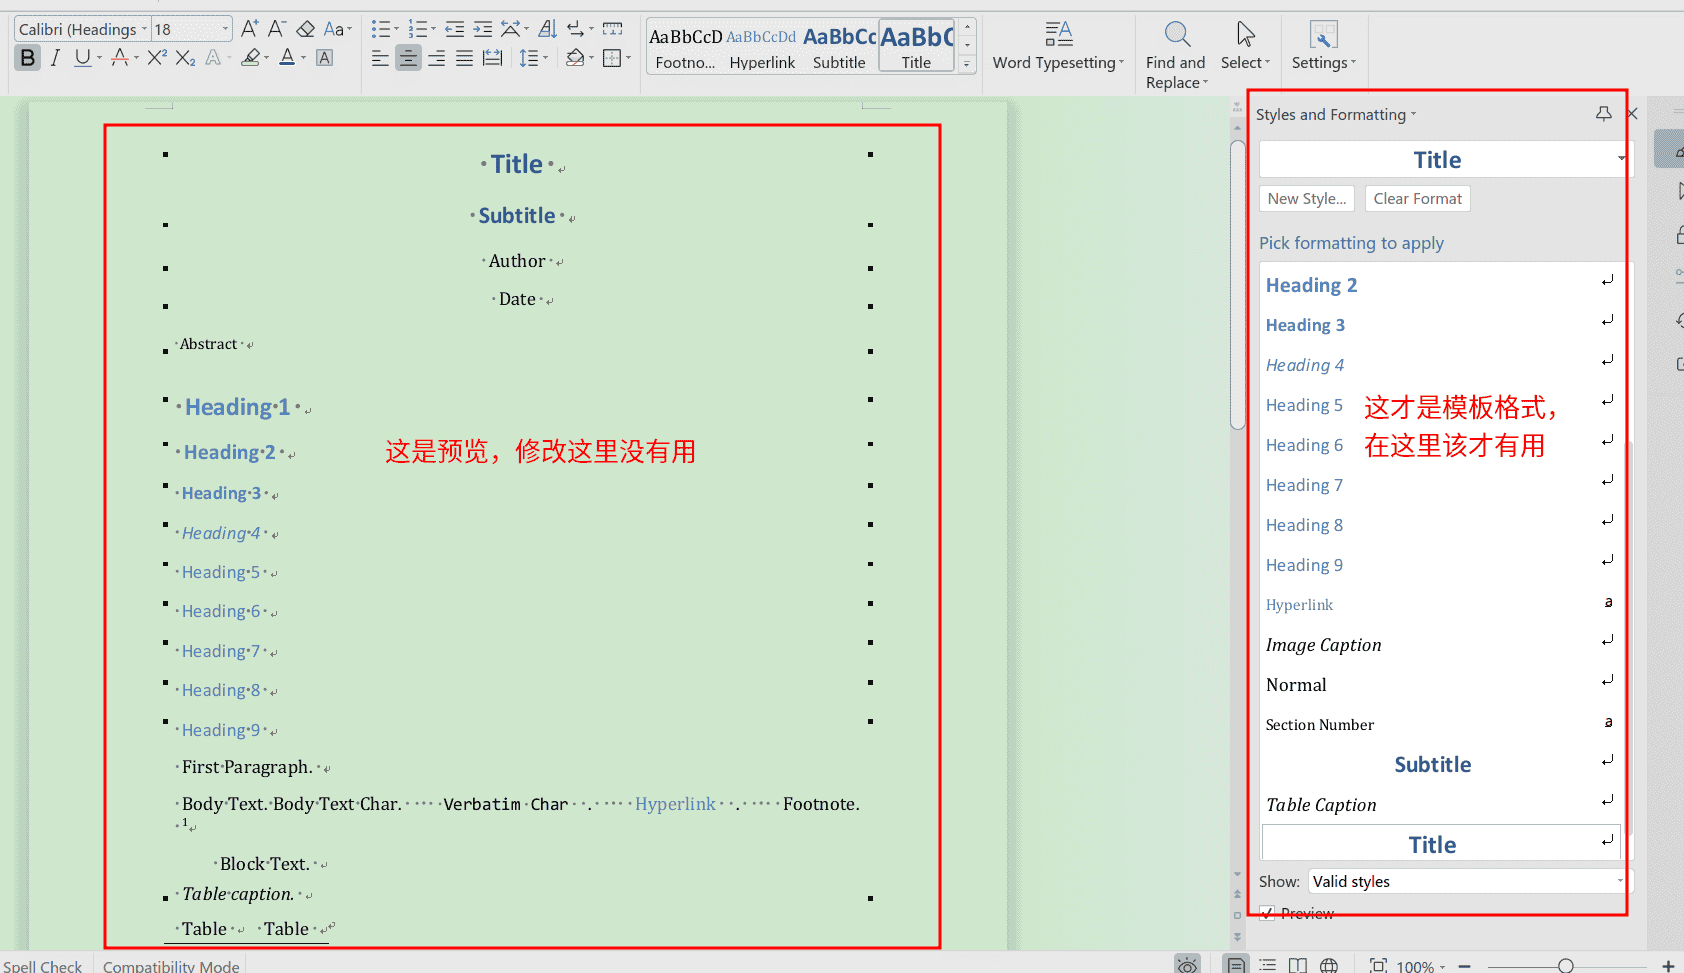 Calibri (Headings
18
Aa
B I U A X² X₂ A A A
AaBbCcD AaBbCcDd AaBbCc AaBbC
Footno... Hyperlink Subtitle Title
Word Typesetting
Find and
Replace
Select
Settings
Title
Subtitle
Author
Date
Abstract
Heading 1
Heading 2
这是预览，修改这里没有用
Heading 3
Heading 4
Heading 5
Heading 6
Heading 7
Heading 8
Heading 9
First Paragraph.
Body Text. Body Text Char. Verbatim Char . Hyperlink . Footnote.
1
Block Text.
Table caption.
Table Table
Styles and Formatting
Title
New Style... Clear Format
Pick formatting to apply
Heading 2
Heading 3
Heading 4
Heading 5
这才是模板格式，
Heading 6
在这里该才有用
Heading 7
Heading 8
Heading 9
Hyperlink a
Image Caption
Normal
Section Number a
Subtitle
Table Caption
Title
Show: Valid styles
Preview
Spell Check Compatibility Mode
100%